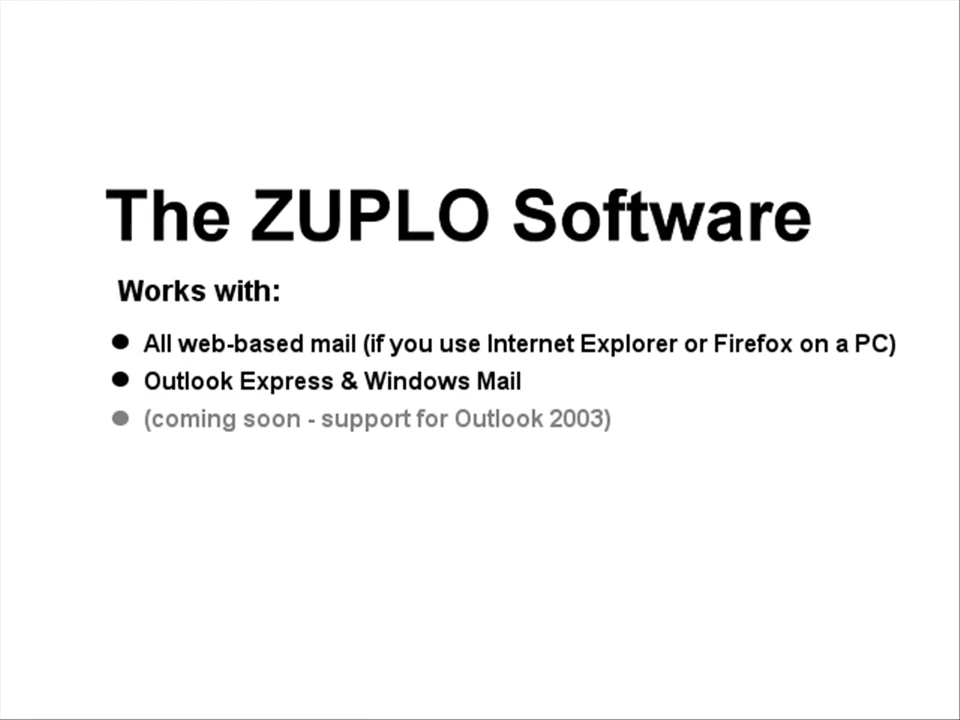 The ZUPLO Software
Works with:
● All web-based mail (if you use Internet Explorer or Firefox on a PC)
● Outlook Express & Windows Mail
● (coming soon - support for Outlook 2003)